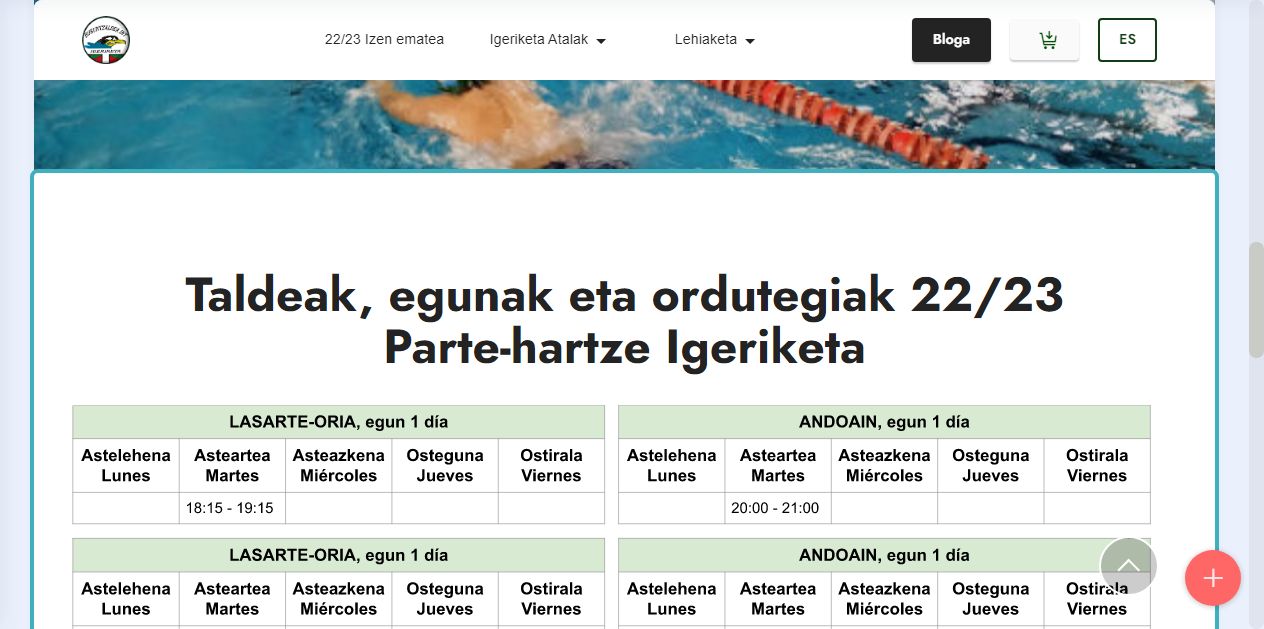 22/23 Izen ematea
Igeriketa Atalak
Lehiaketa
Bloga
ES
Taldeak, egunak eta ordutegiak 22/23
Parte-hartze Igeriketa
LASARTE-ORIA, egun 1 día
Astelehena Asteartea Asteazkena Osteguna Ostirala
Lunes Martes Miércoles Jueves Viernes
18:15 - 19:15
ANDOAIN, egun 1 día
Astelehena Asteartea Asteazkena Osteguna Ostirala
Lunes Martes Miércoles Jueves Viernes
20:00 - 21:00
LASARTE-ORIA, egun 1 día
Astelehena Asteartea Asteazkena Osteguna Ostirala
Lunes Martes Miércoles Jueves Viernes
ANDOAIN, egun 1 día
Astelehena Asteartea Asteazkena Osteguna Ostirala
Lunes Martes Miércoles Jueves Viernes